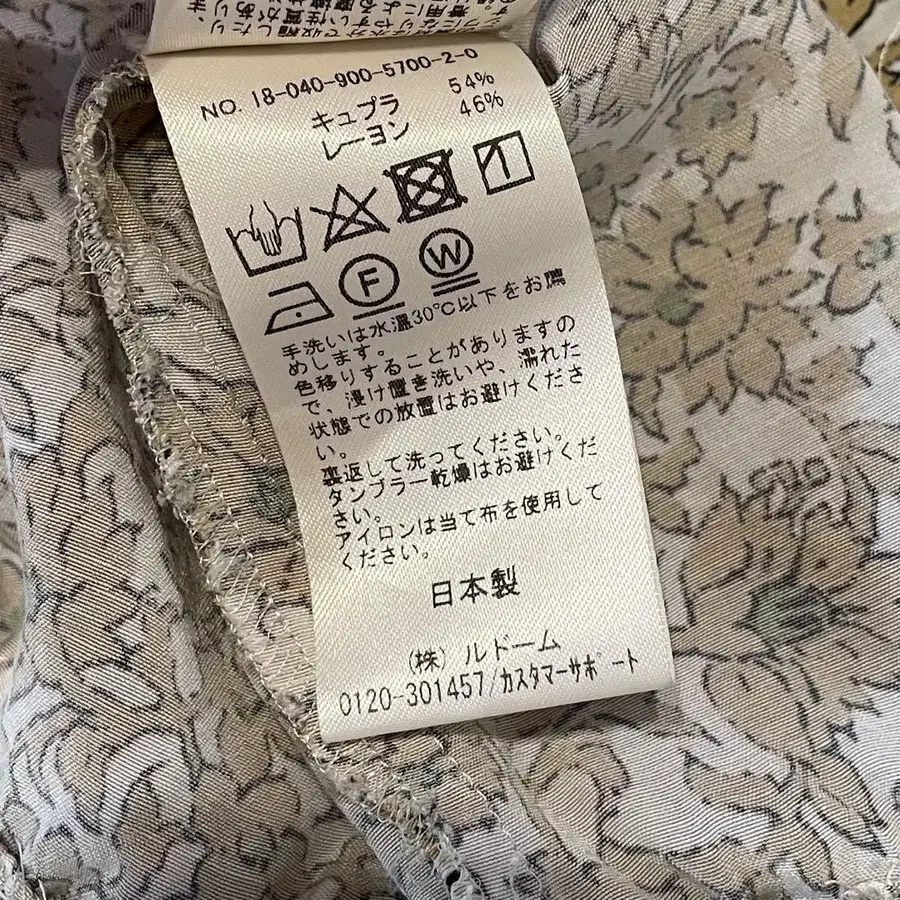 NO. 18-040-900-5700-2-0
キュプラ 54%
レーヨン 46%
F W
手洗いは水温30℃以下をお薦
めします。
色移りすることがありますの
で、浸け置き洗いや、濡れた
状態での放置はお避けくださ
い。
裏返して洗ってください。
タンブラー乾燥はお避けくだ
さい。
アイロンは当て布を使用して
ください。
日本製
(株) ルドーム
0120-301457/カスタマーサポート